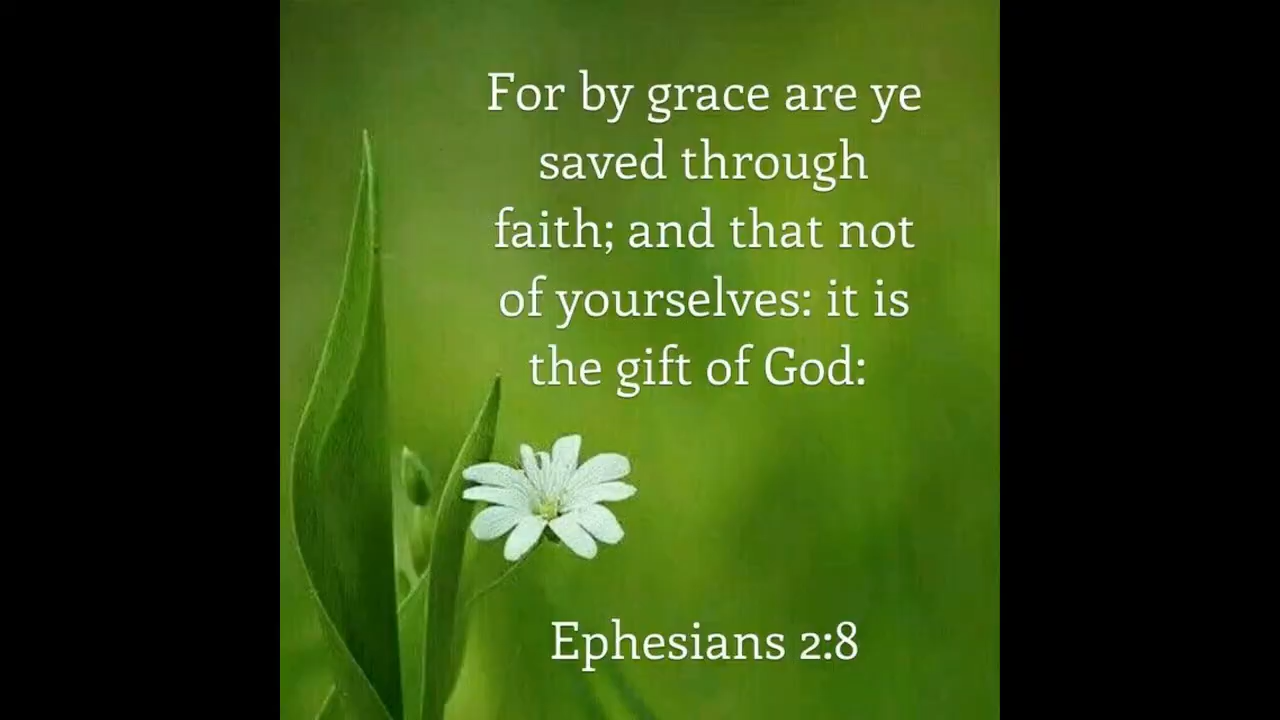 For by grace are ye
saved through
faith; and that not
of yourselves: it is
the gift of God:
Ephesians 2:8